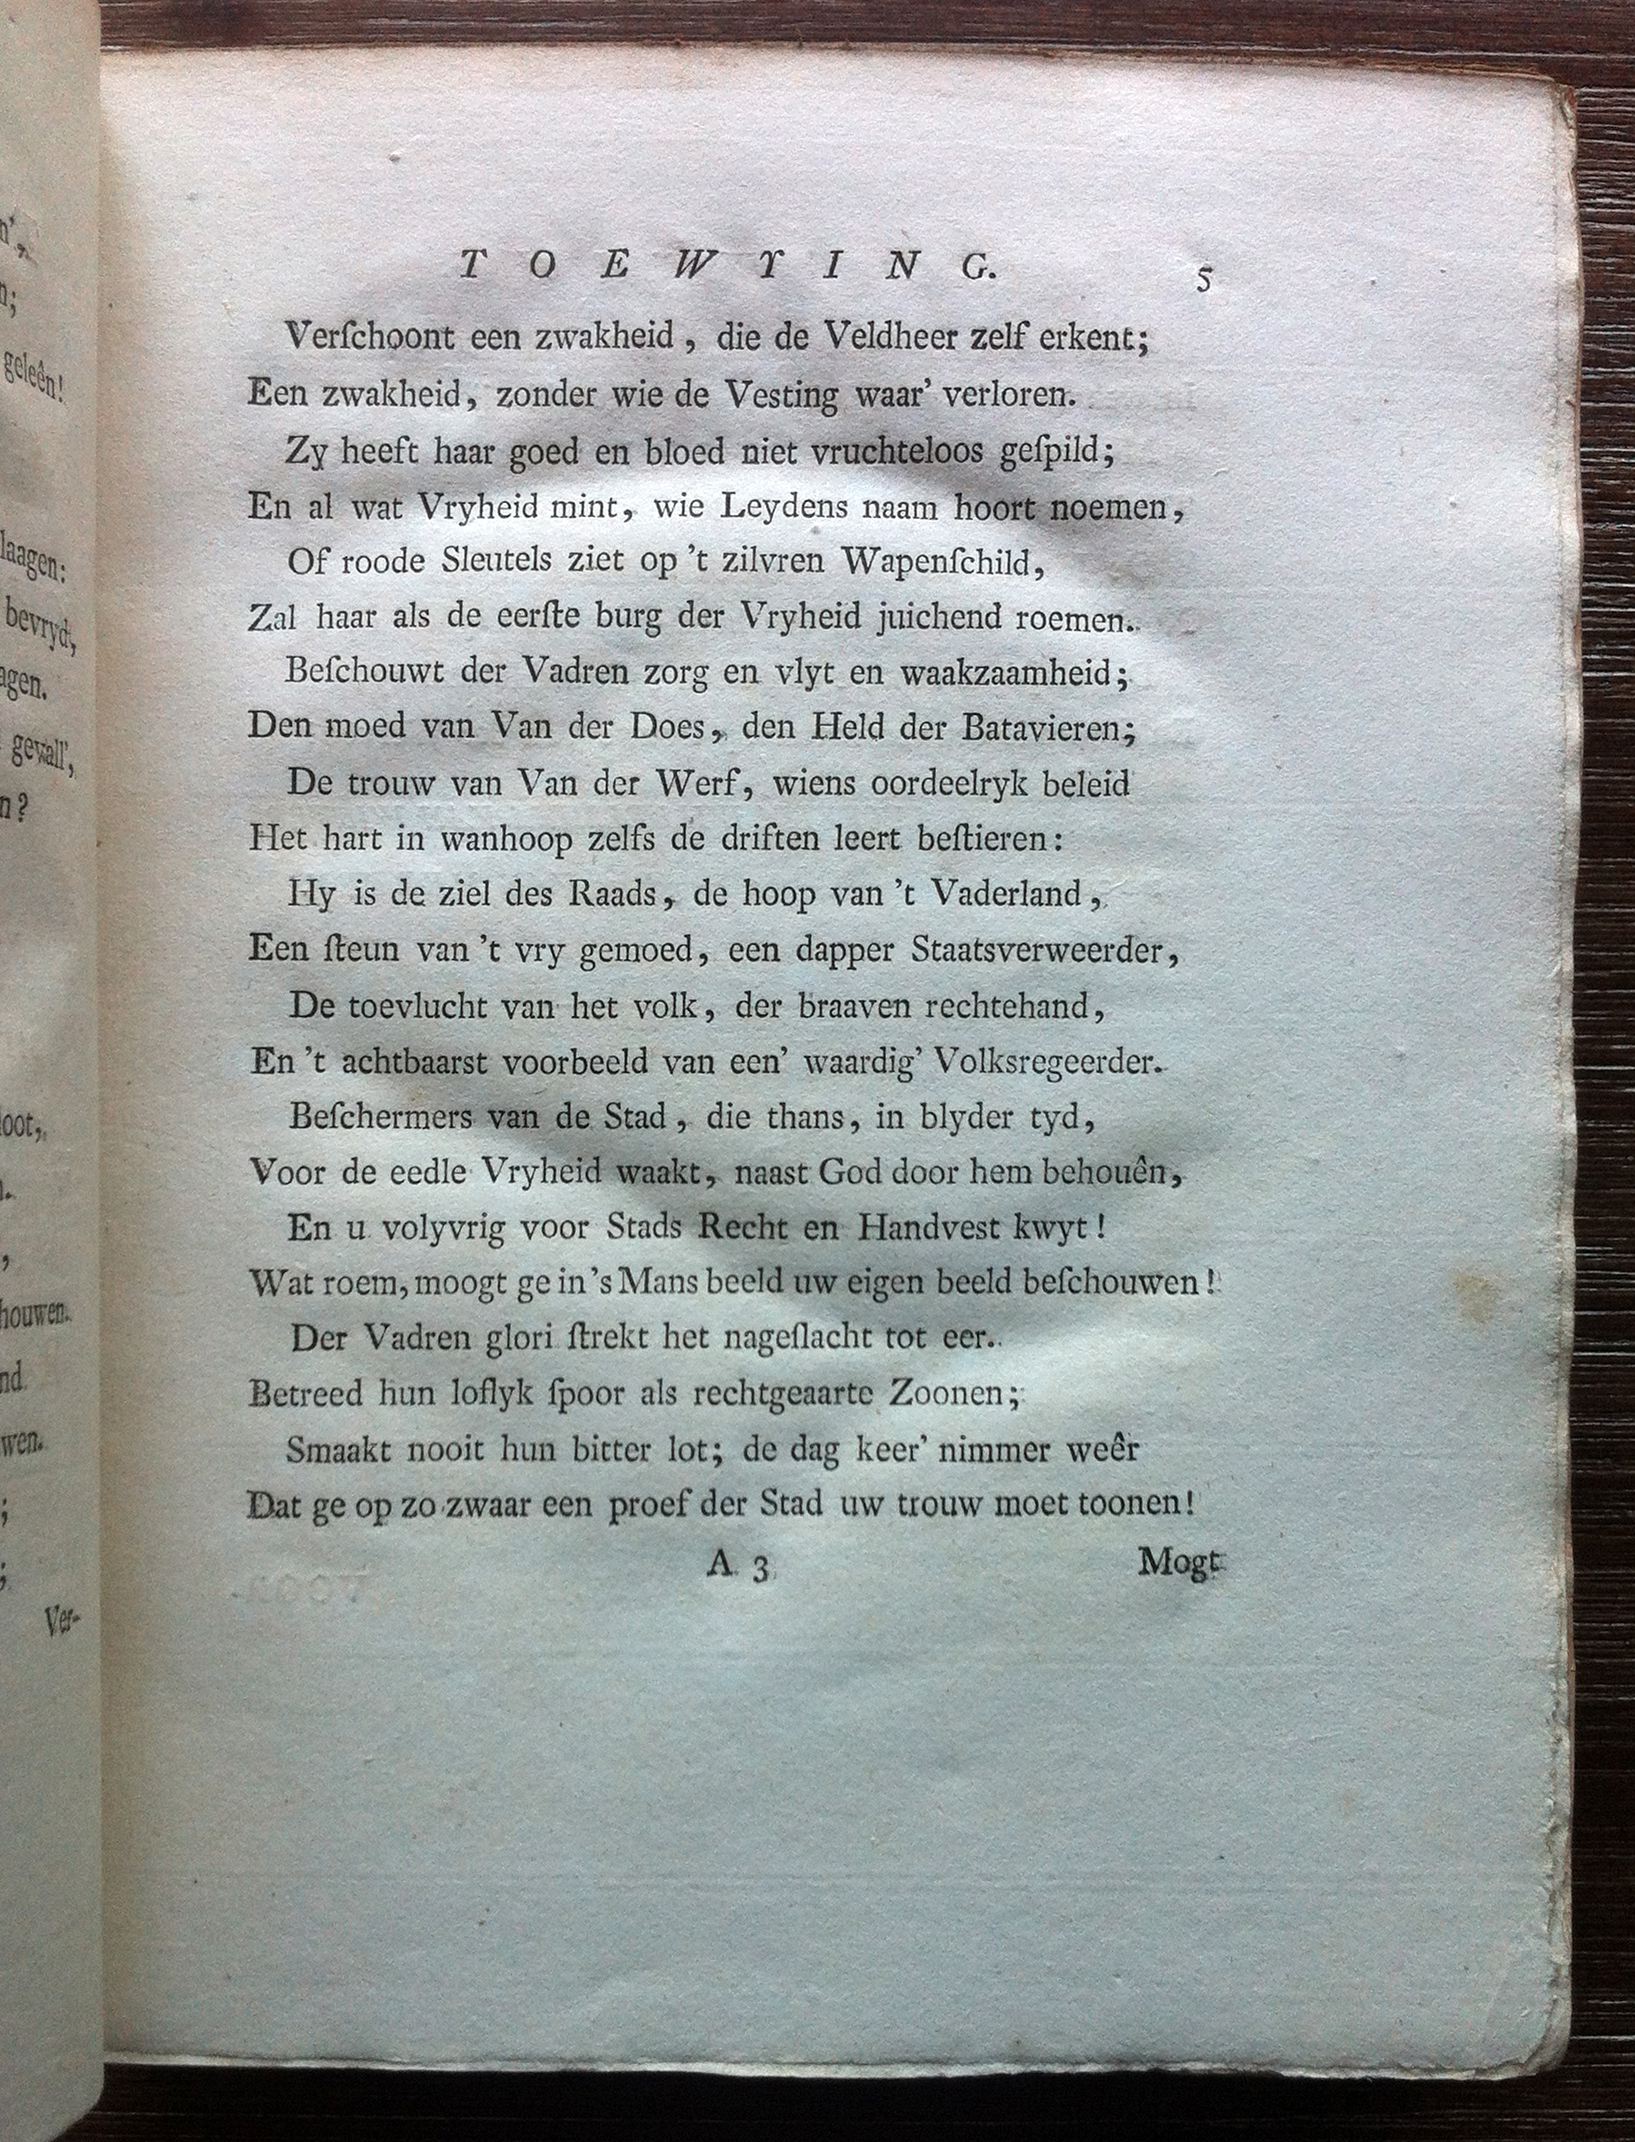 n',
n;
geleên!
laagen:
bevryd,
agen.
gevall',
n?
loot,
,
houwen.
nd
wen.
;
;
Ver-
TOEWYING. 5
Verſchoont een zwakheid, die de Veldheer zelf erkent;
Een zwakheid, zonder wie de Vesting waar' verloren.
Zy heeft haar goed en bloed niet vruchteloos geſpild;
En al wat Vryheid mint, wie Leydens naam hoort noemen,
Of roode Sleutels ziet op 't zilvren Wapenſchild,
Zal haar als de eerſte burg der Vryheid juichend roemen.
Beſchouwt der Vadren zorg en vlyt en waakzaamheid;
Den moed van Van der Does, den Held der Batavieren;
De trouw van Van der Werf, wiens oordeelryk beleid
Het hart in wanhoop zelfs de driften leert beſtieren:
Hy is de ziel des Raads, de hoop van 't Vaderland,
Een ſteun van 't vry gemoed, een dapper Staatsverweerder,
De toevlucht van het volk, der braaven rechtehand,
En 't achtbaarst voorbeeld van een' waardig' Volksregeerder.
Beſchermers van de Stad, die thans, in blyder tyd,
Voor de eedle Vryheid waakt, naast God door hem behouên,
En u volyvrig voor Stads Recht en Handvest kwyt!
Wat roem, moogt ge in 's Mans beeld uw eigen beeld beſchouwen!
Der Vadren glori ſtrekt het nageſlacht tot eer.
Betreed hun loflyk ſpoor als rechtgeaarte Zoonen;
Smaakt nooit hun bitter lot; de dag keer' nimmer weêr
Dat ge op zo zwaar een proef der Stad uw trouw moet toonen!
A 3 Mogt